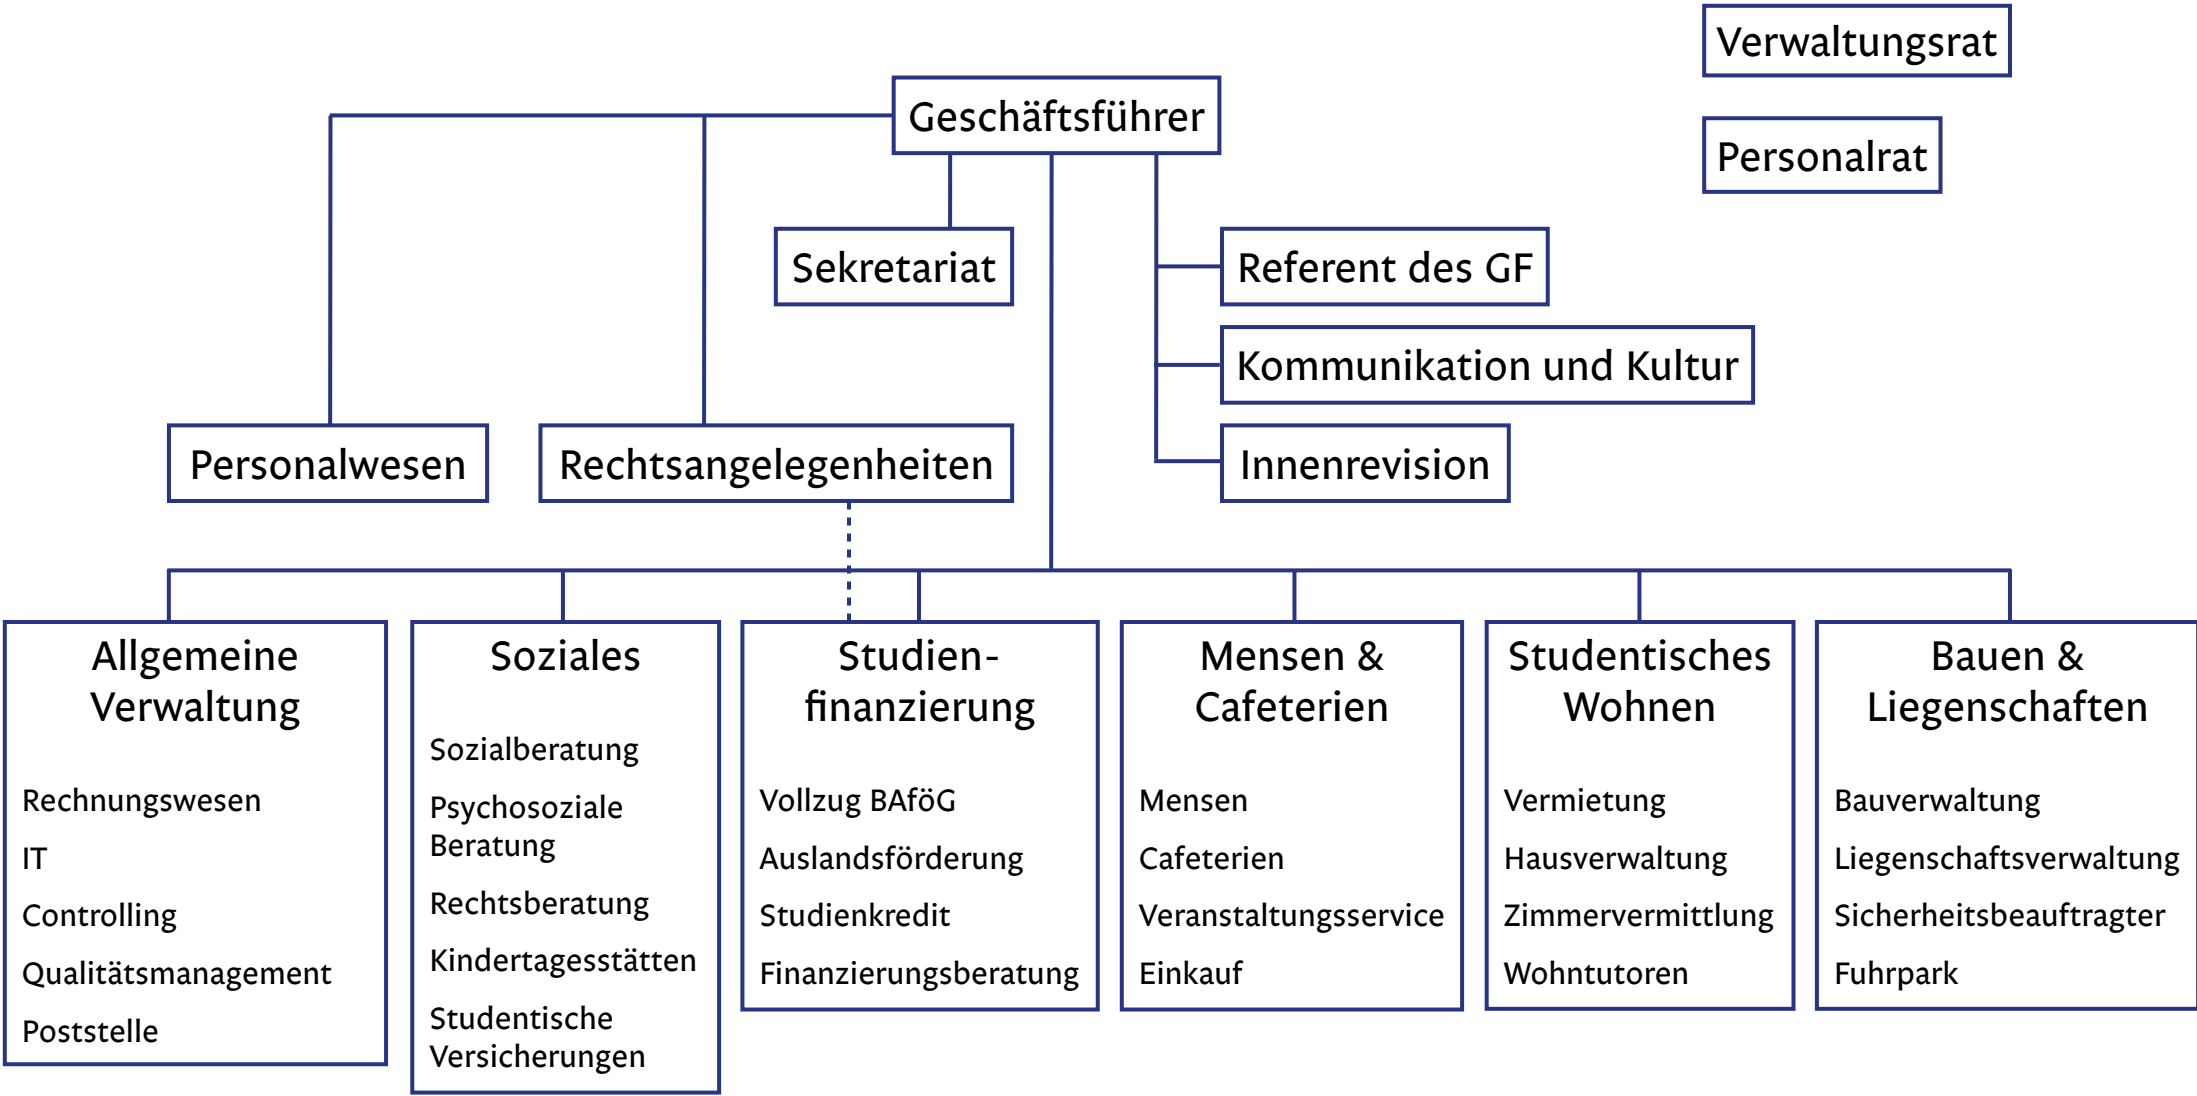 Verwaltungsrat
Geschäftsführer
Personalrat
Sekretariat
Referent des GF
Kommunikation und Kultur
Personalwesen
Rechtsangelegenheiten
Innenrevision
Allgemeine
Verwaltung
Rechnungswesen
IT
Controlling
Qualitätsmanagement
Poststelle
Soziales
Sozialberatung
Psychosoziale
Beratung
Rechtsberatung
Kindertagesstätten
Studentische
Versicherungen
Studien-
finanzierung
Vollzug BAföG
Auslandsförderung
Studienkredit
Finanzierungsberatung
Mensen &
Cafeterien
Mensen
Cafeterien
Veranstaltungsservice
Einkauf
Studentisches
Wohnen
Vermietung
Hausverwaltung
Zimmervermittlung
Wohntutoren
Bauen &
Liegenschaften
Bauverwaltung
Liegenschaftsverwaltung
Sicherheitsbeauftragter
Fuhrpark